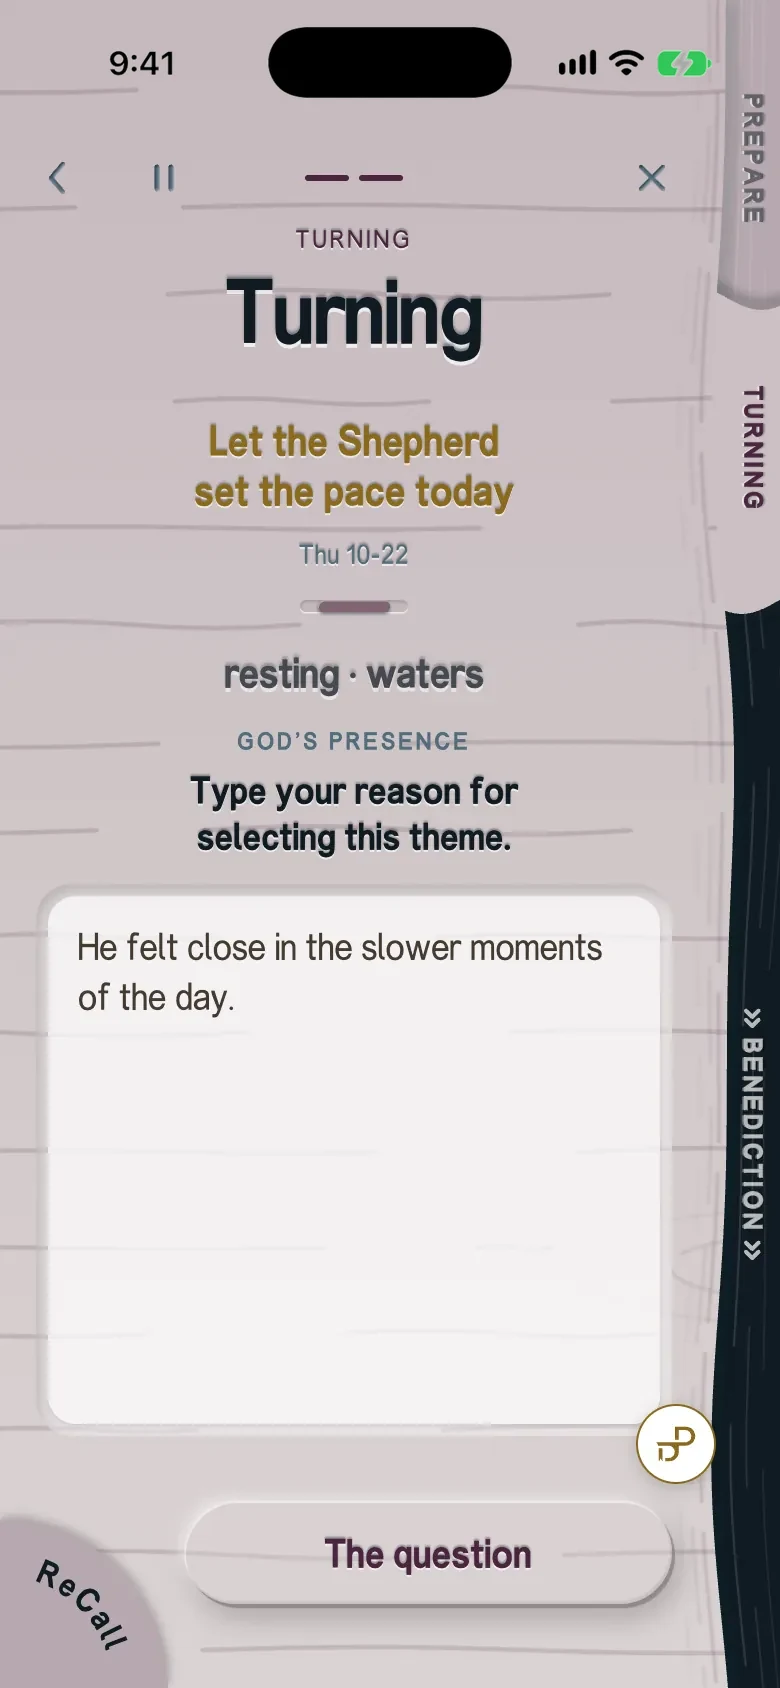 9:41
PREPARE
TURNING
Turning
Let the Shepherd
set the pace today
Thu 10-22
TURNING
resting · waters
GOD’S PRESENCE
Type your reason for
selecting this theme.
He felt close in the slower moments
of the day.
» BENEDICTION »
The question
ReCall